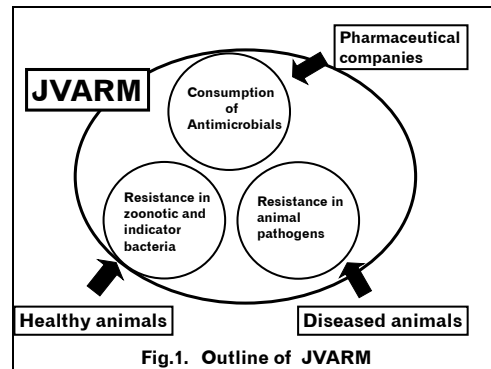 Pharmaceutical
companies
JVARM
Consumption
of
Antimicrobials
Resistance in
zoonotic and
indicator
bacteria
Resistance in
animal
pathogens
Healthy animals
Diseased animals
Fig.1. Outline of JVARM